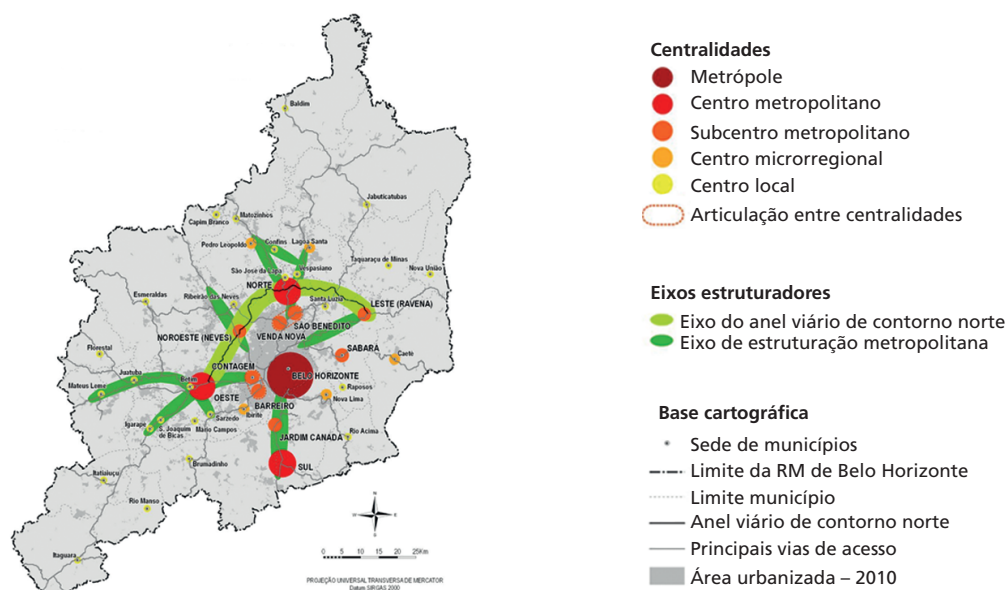 Baldim
Jabuticatubas
Capim Branco
Matozinhos
Pedro Leopoldo
Confins
Lagoa Santa
Taquaraçu de Minas
Nova União
São José da Lapa
Vespasiano
NORTE
Esmeraldas
Ribeirão das Neves
Santa Luzia
LESTE (RAVENA)
SÃO BENEDITO
NOROESTE (NEVES)
VENDA NOVA
SABARÁ
Florestal
Caeté
CONTAGEM
BELO HORIZONTE
Juatuba
Betim
Mateus Leme
OESTE
Raposos
BARREIRO
Nova Lima
Sarzedo
Ibirité
Igarapé
S. Joaquim
de Bicas
Mário Campos
JARDIM CANADÁ
Rio Acima
Brumadinho
SUL
Itatiaiuçu
Rio Manso
Itaguara
N
W
E
S
0 5 10 15 20 25Km
PROJEÇÃO UNIVERSAL TRANSVERSA DE MERCATOR
Datum SIRGAS 2000
Centralidades
Metrópole
Centro metropolitano
Subcentro metropolitano
Centro microrregional
Centro local
Articulação entre centralidades
Eixos estruturadores
Eixo do anel viário de contorno norte
Eixo de estruturação metropolitana
Base cartográfica
Sede de municípios
Limite da RM de Belo Horizonte
Limite município
Anel viário de contorno norte
Principais vias de acesso
Área urbanizada – 2010